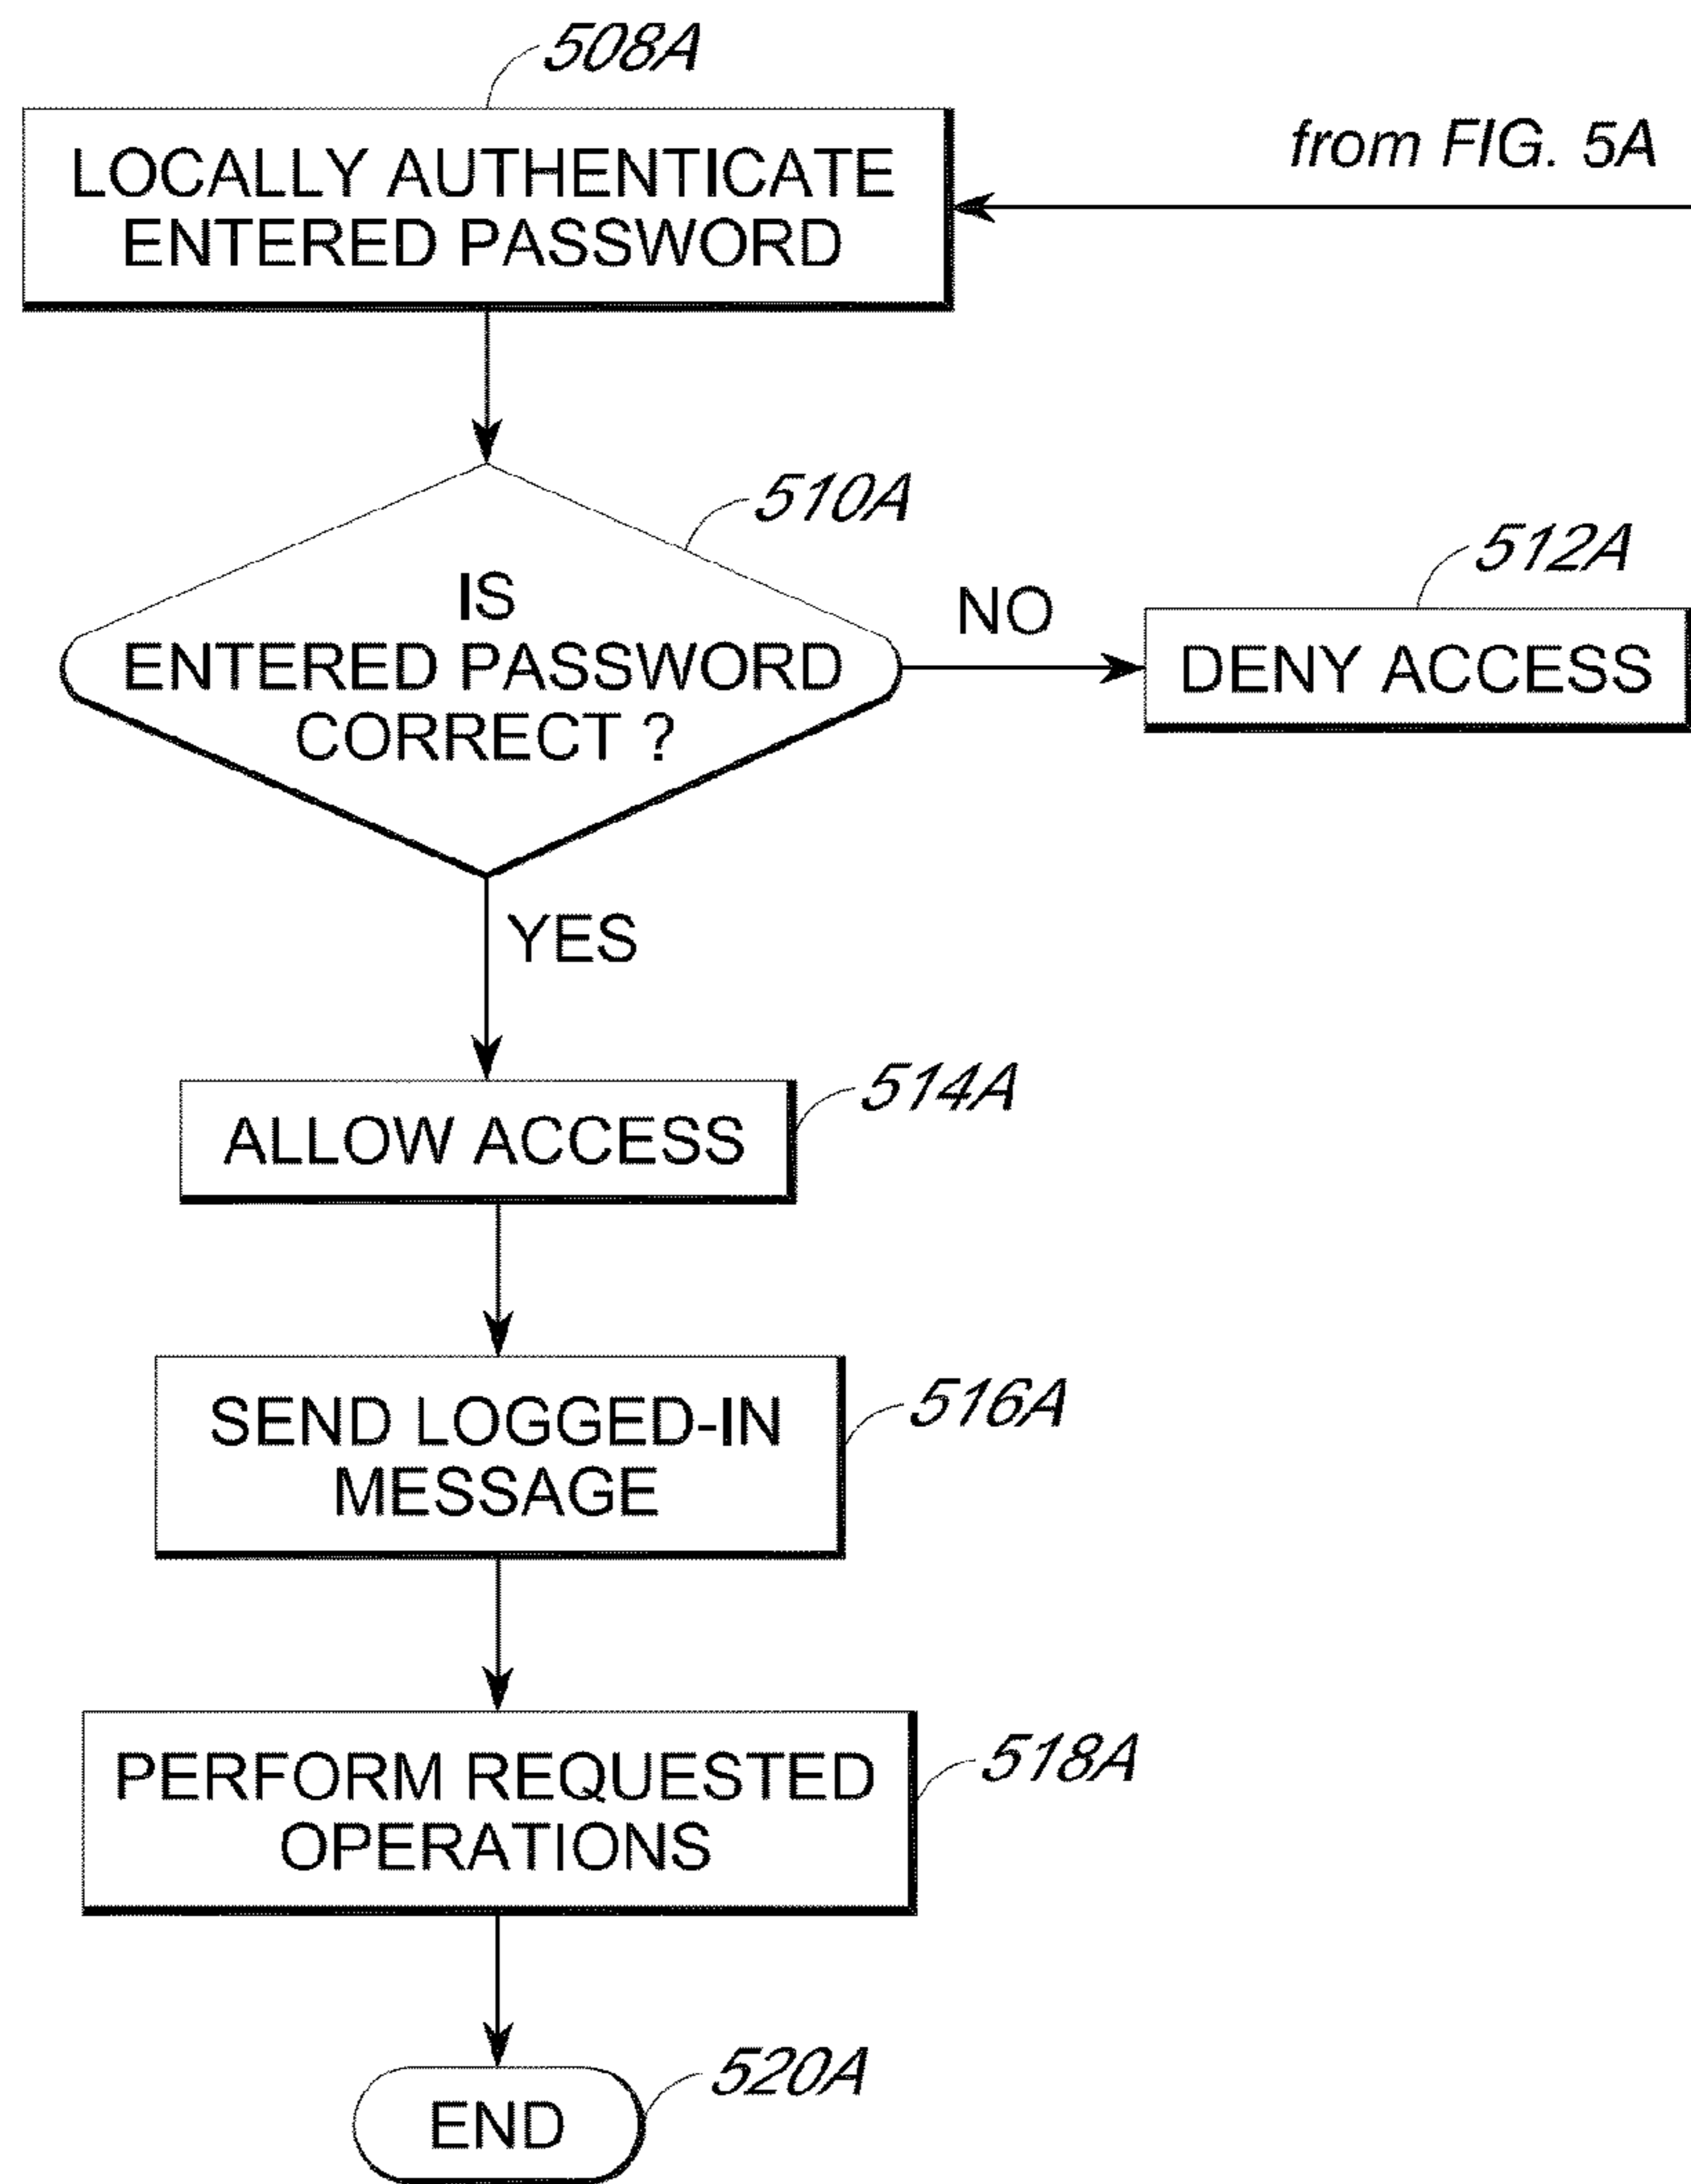 508A
from FIG. 5A
LOCALLY AUTHENTICATE
ENTERED PASSWORD
510A
512A
IS
ENTERED PASSWORD
CORRECT ?
NO
DENY ACCESS
YES
514A
ALLOW ACCESS
516A
SEND LOGGED-IN
MESSAGE
518A
PERFORM REQUESTED
OPERATIONS
520A
END